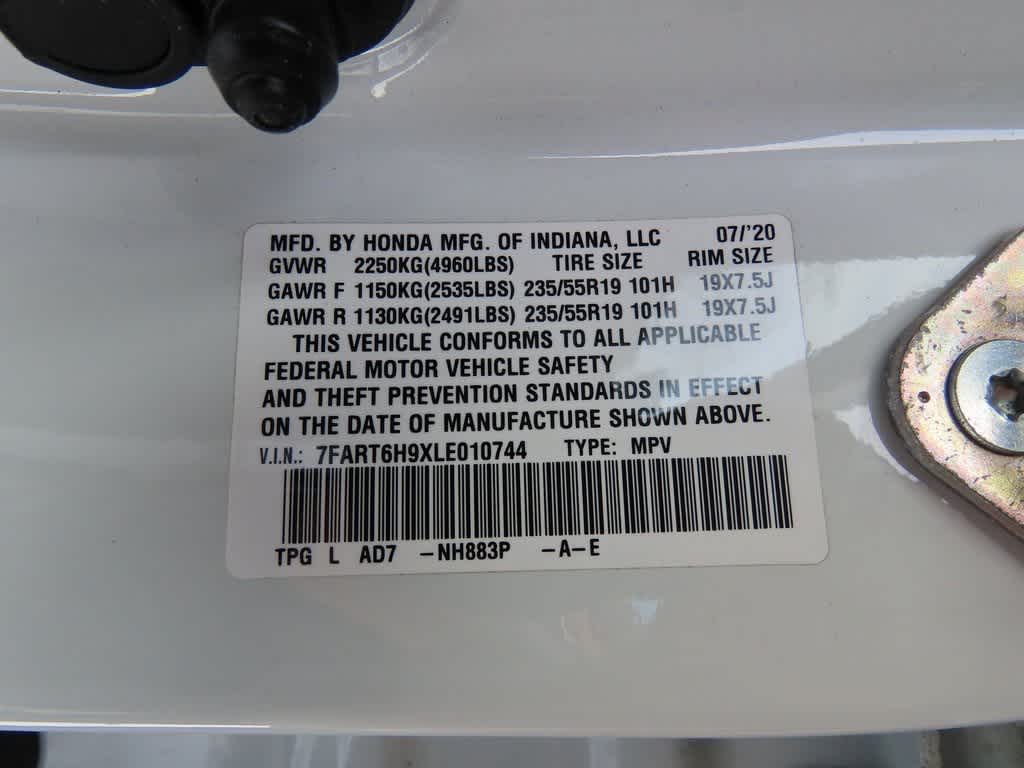 MFD. BY HONDA MFG. OF INDIANA, LLC 07/'20
GVWR 2250KG(4960LBS) TIRE SIZE RIM SIZE
GAWR F 1150KG(2535LBS) 235/55R19 101H 19X7.5J
GAWR R 1130KG(2491LBS) 235/55R19 101H 19X7.5J
THIS VEHICLE CONFORMS TO ALL APPLICABLE
FEDERAL MOTOR VEHICLE SAFETY
AND THEFT PREVENTION STANDARDS IN EFFECT
ON THE DATE OF MANUFACTURE SHOWN ABOVE.
V.I.N.: 7FART6H9XLE010744 TYPE: MPV
TPG L AD7 -NH883P -A-E